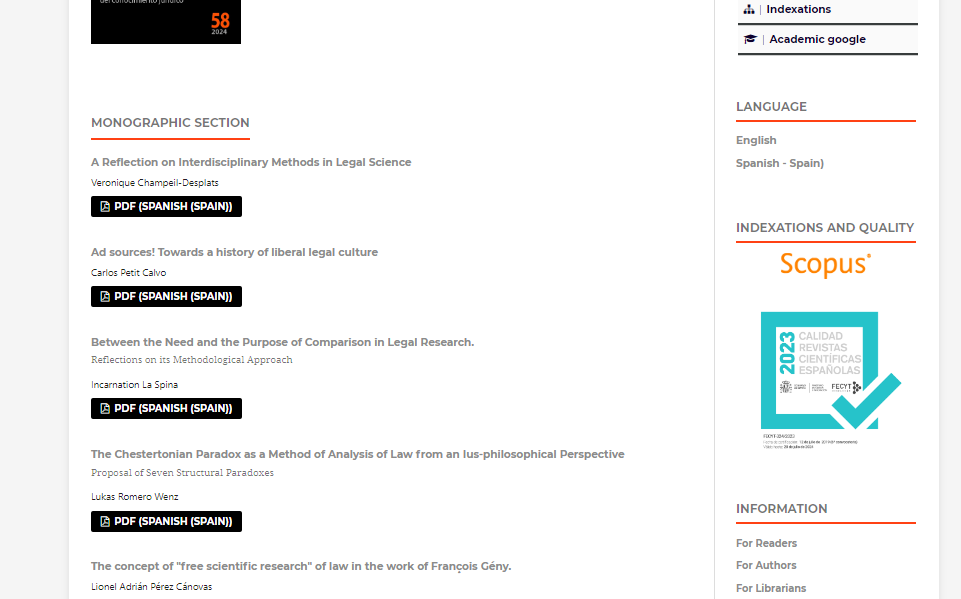 del conocimiento jurídico
58
2024
MONOGRAPHIC SECTION
A Reflection on Interdisciplinary Methods in Legal Science
Veronique Champeil-Desplats
PDF (SPANISH (SPAIN))
Ad sources! Towards a history of liberal legal culture
Carlos Petit Calvo
PDF (SPANISH (SPAIN))
Between the Need and the Purpose of Comparison in Legal Research.
Reflections on its Methodological Approach
Incarnation La Spina
PDF (SPANISH (SPAIN))
The Chestertonian Paradox as a Method of Analysis of Law from an Ius-philosophical Perspective
Proposal of Seven Structural Paradoxes
Lukas Romero Wenz
PDF (SPANISH (SPAIN))
The concept of "free scientific research" of law in the work of François Gény.
Lionel Adrián Pérez Cánovas
| Indexations
| Academic google
LANGUAGE
English
Spanish - Spain)
INDEXATIONS AND QUALITY
Scopus
2023
CALIDAD
REVISTAS
CIENTÍFICAS
ESPAÑOLAS
FECYT
INFORMATION
For Readers
For Authors
For Librarians